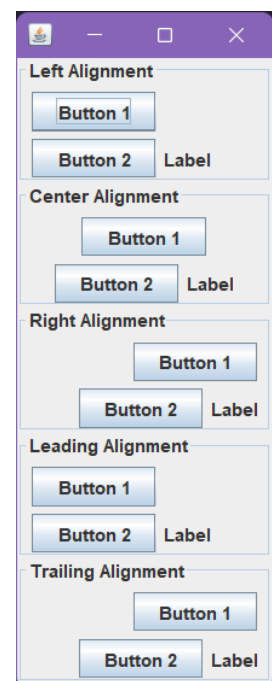 Left Alignment
Button 1
Button 2 Label
Center Alignment
Button 1
Button 2 Label
Right Alignment
Button 1
Button 2 Label
Leading Alignment
Button 1
Button 2 Label
Trailing Alignment
Button 1
Button 2 Label